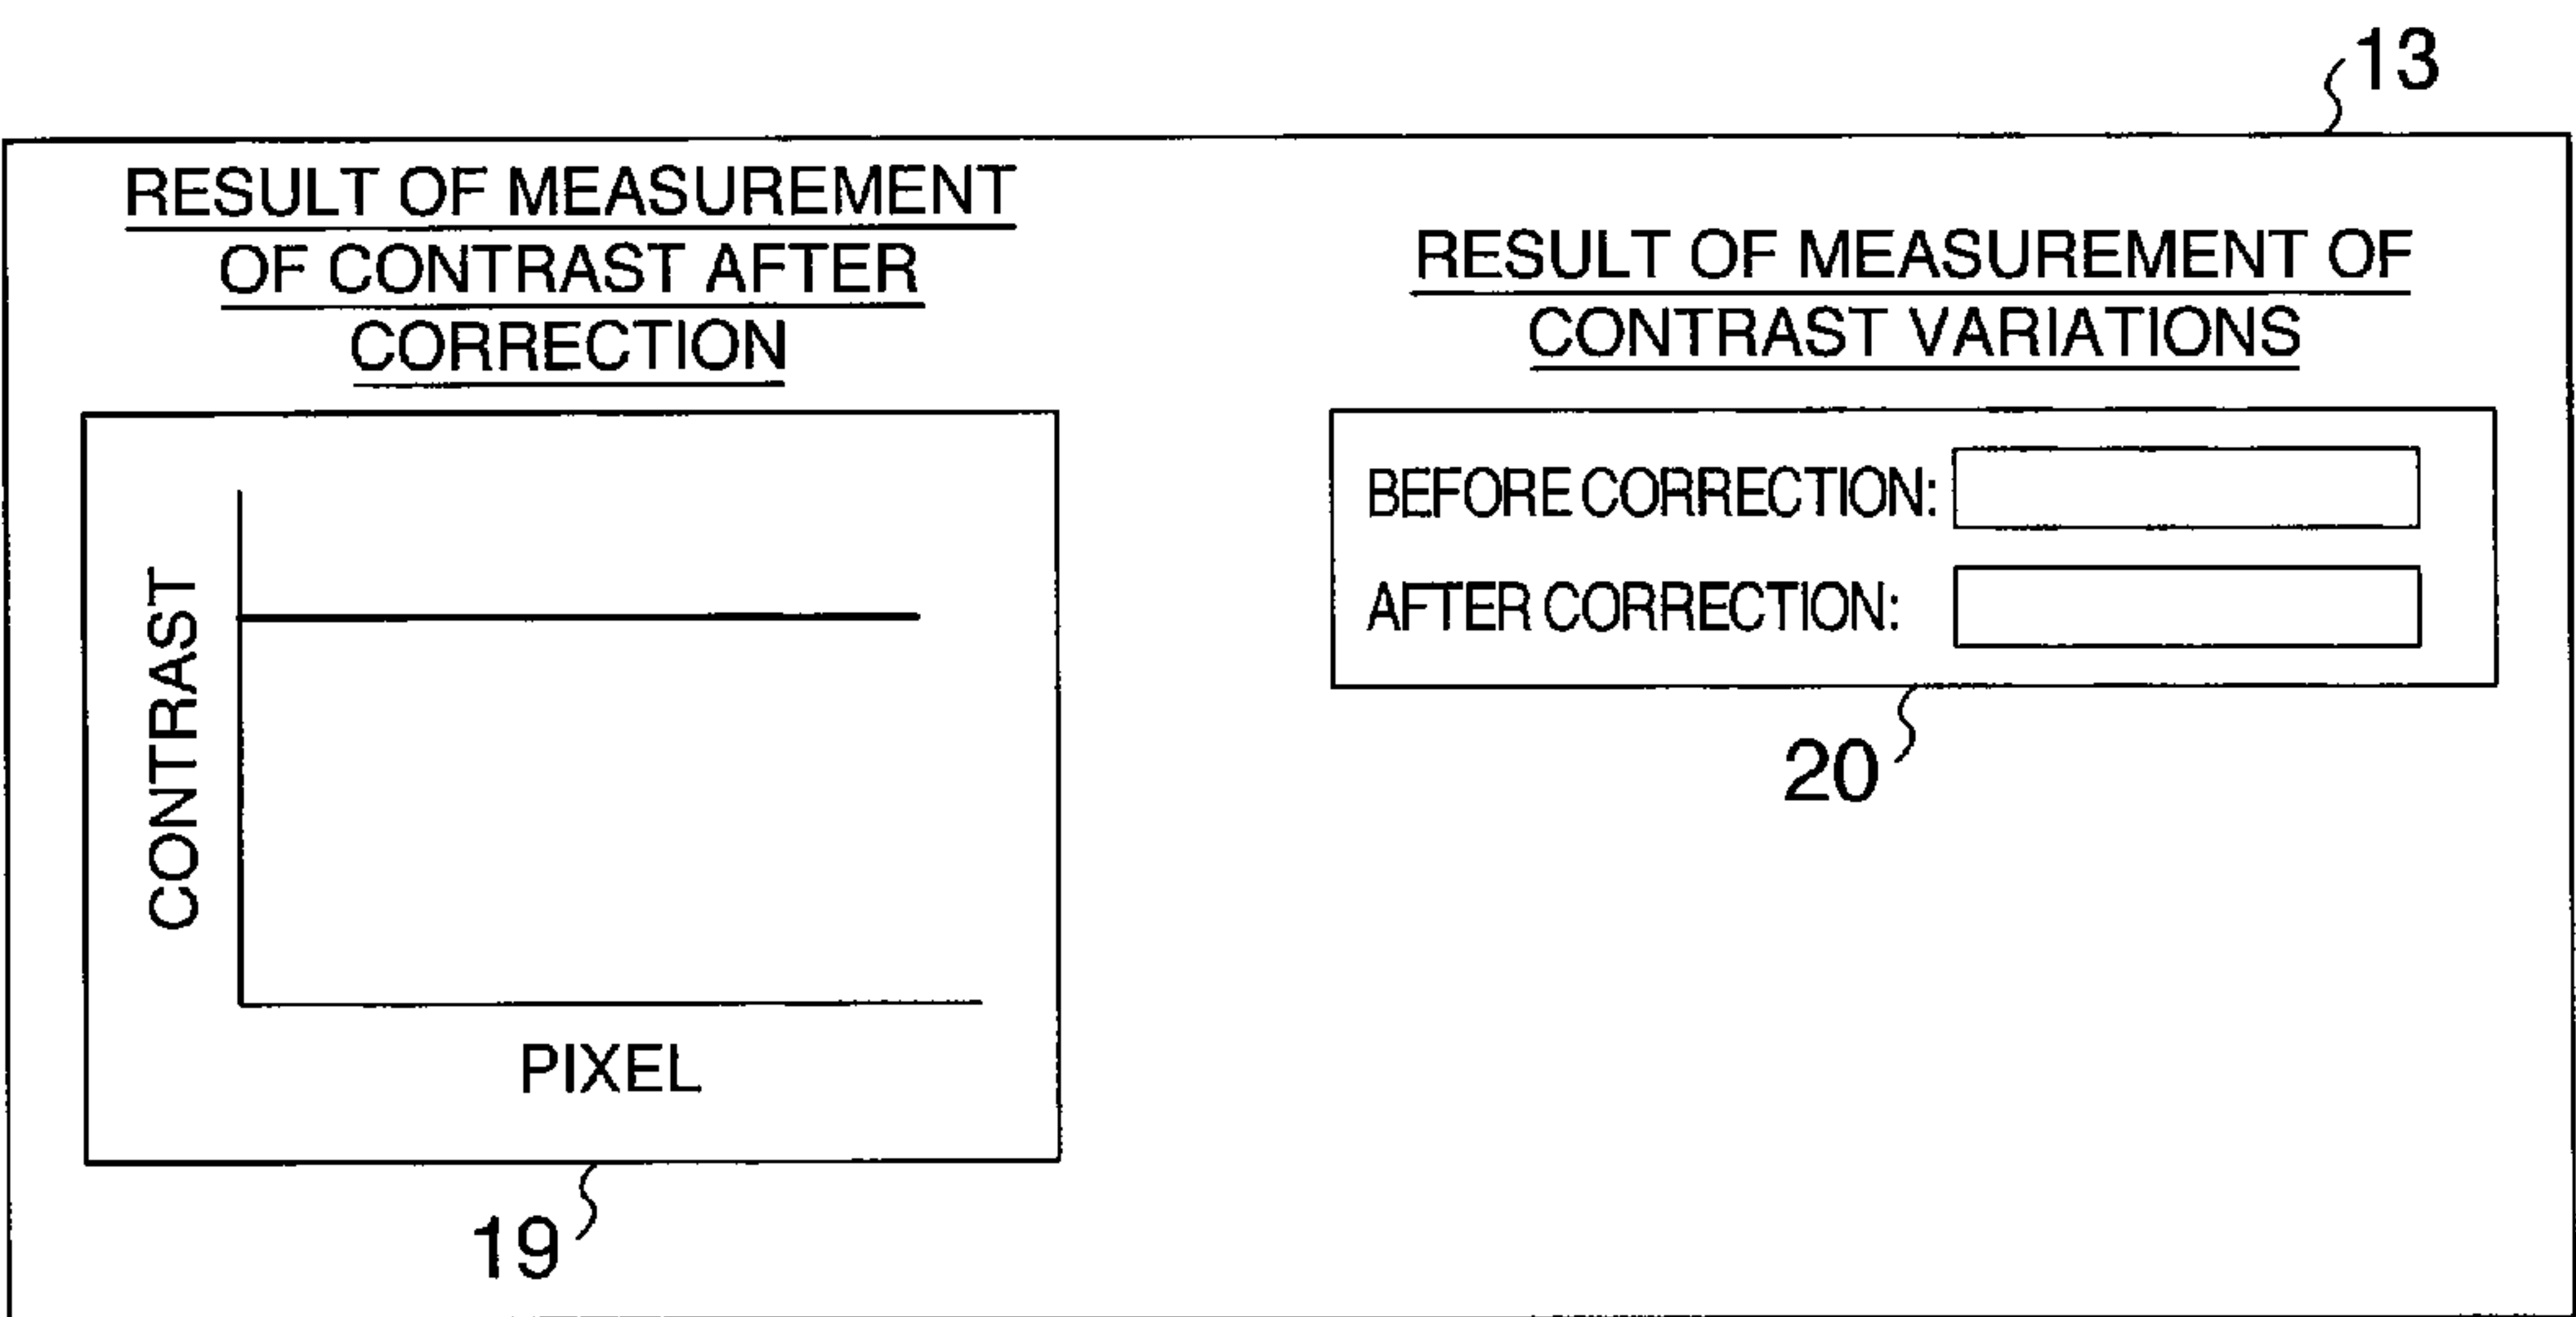 13
RESULT OF MEASUREMENT
OF CONTRAST AFTER
CORRECTION
CONTRAST
PIXEL
19
RESULT OF MEASUREMENT OF
CONTRAST VARIATIONS
BEFORE CORRECTION:
AFTER CORRECTION:
20